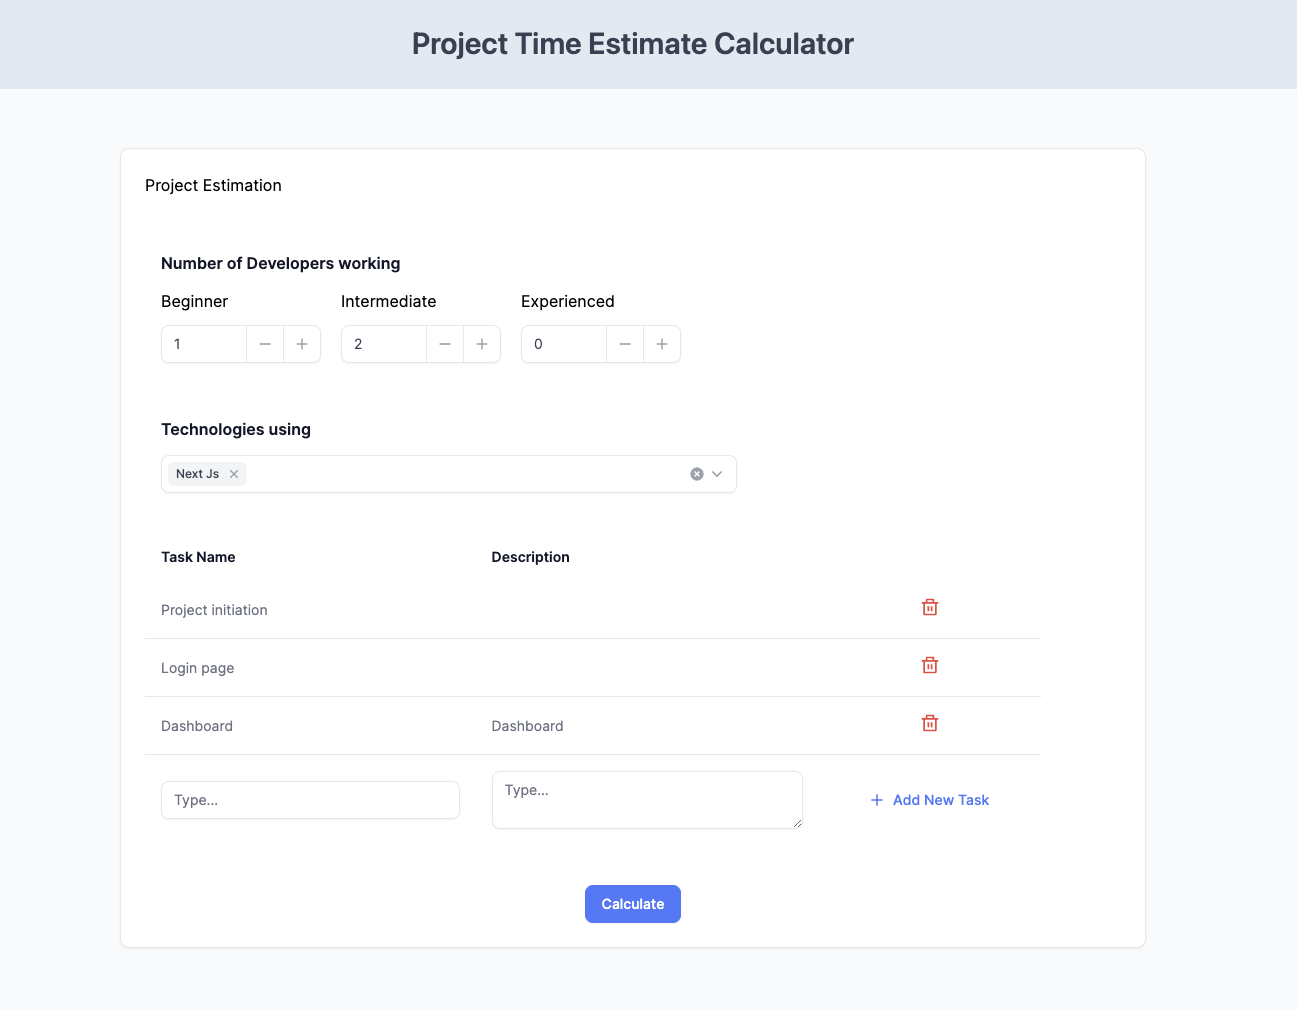 Project Time Estimate Calculator
Project Estimation
Number of Developers working
Beginner Intermediate Experienced
1 2 0
Technologies using
Next Js
Task Name Description
Project initiation
Login page
Dashboard Dashboard
Type... Type... Add New Task
Calculate